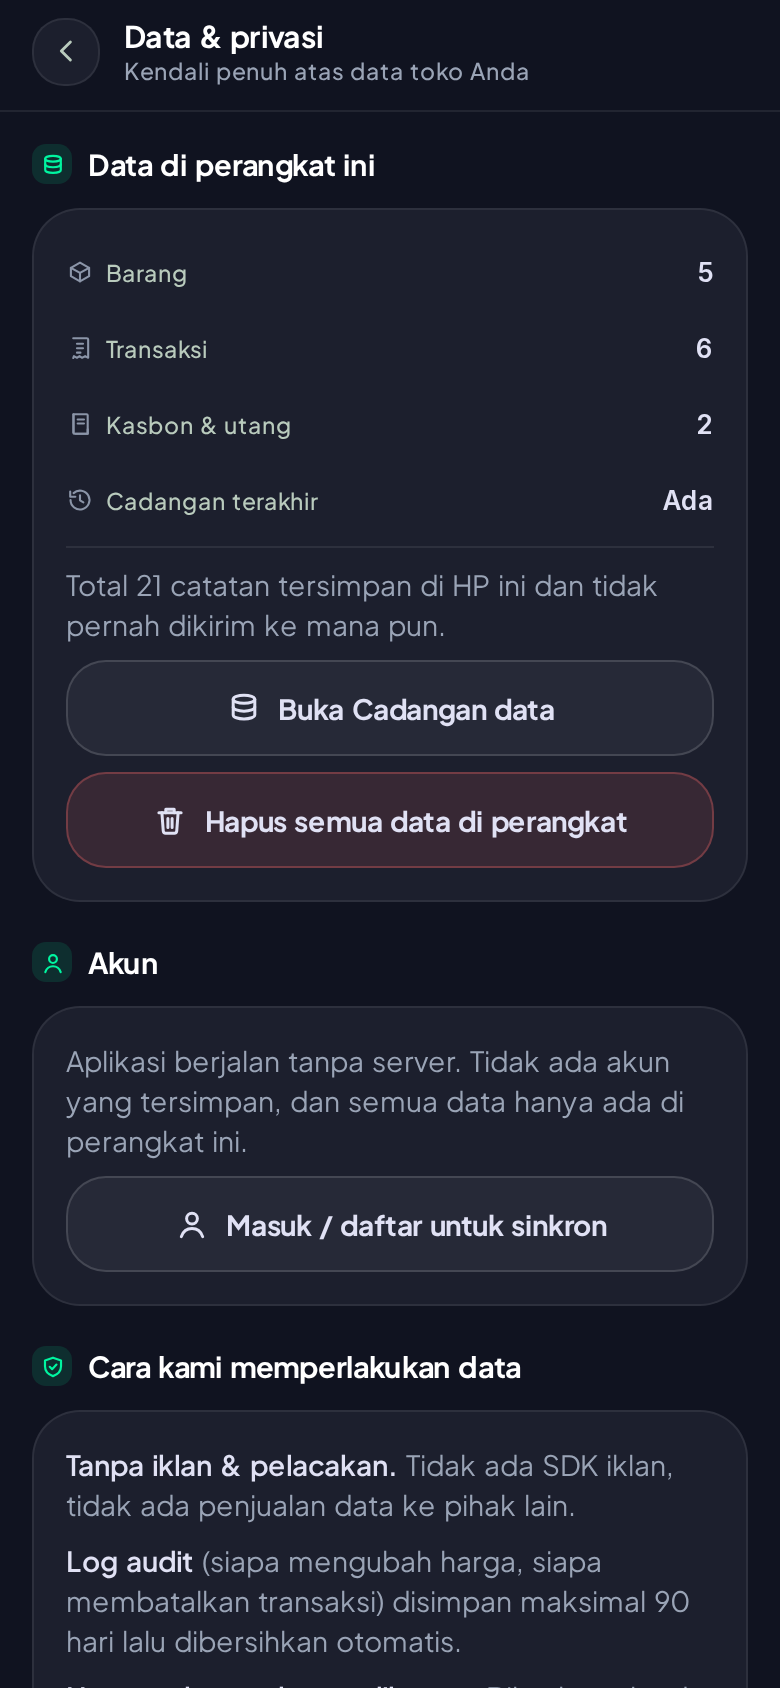 Data & privasi
Kendali penuh atas data toko Anda
Data di perangkat ini
Barang 5
Transaksi 6
Kasbon & utang 2
Cadangan terakhir Ada
Total 21 catatan tersimpan di HP ini dan tidak
pernah dikirim ke mana pun.
Buka Cadangan data
Hapus semua data di perangkat
Akun
Aplikasi berjalan tanpa server. Tidak ada akun
yang tersimpan, dan semua data hanya ada di
perangkat ini.
Masuk / daftar untuk sinkron
Cara kami memperlakukan data
Tanpa iklan & pelacakan. Tidak ada SDK iklan,
tidak ada penjualan data ke pihak lain.
Log audit (siapa mengubah harga, siapa
membatalkan transaksi) disimpan maksimal 90
hari lalu dibersihkan otomatis.